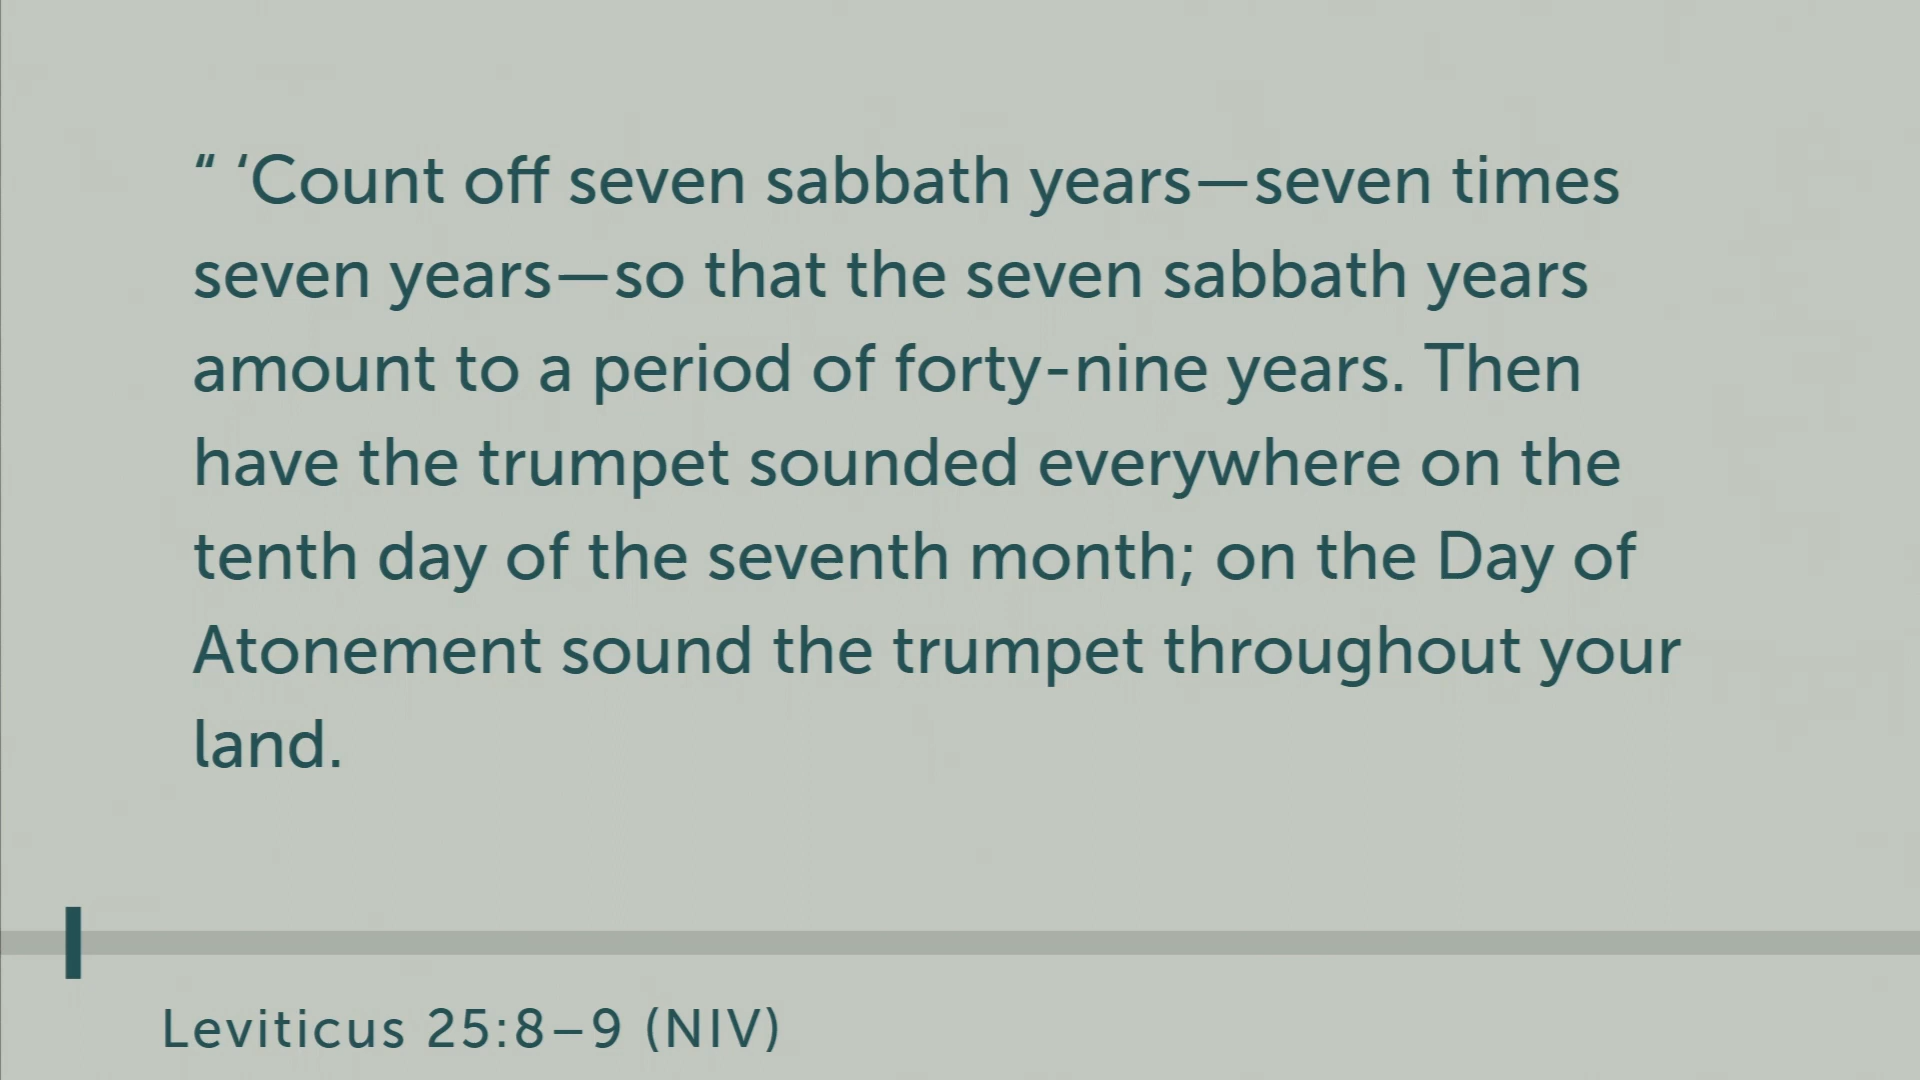 “ ‘Count off seven sabbath years—seven times
seven years—so that the seven sabbath years
amount to a period of forty-nine years. Then
have the trumpet sounded everywhere on the
tenth day of the seventh month; on the Day of
Atonement sound the trumpet throughout your
land.
Leviticus 25:8–9 (NIV)